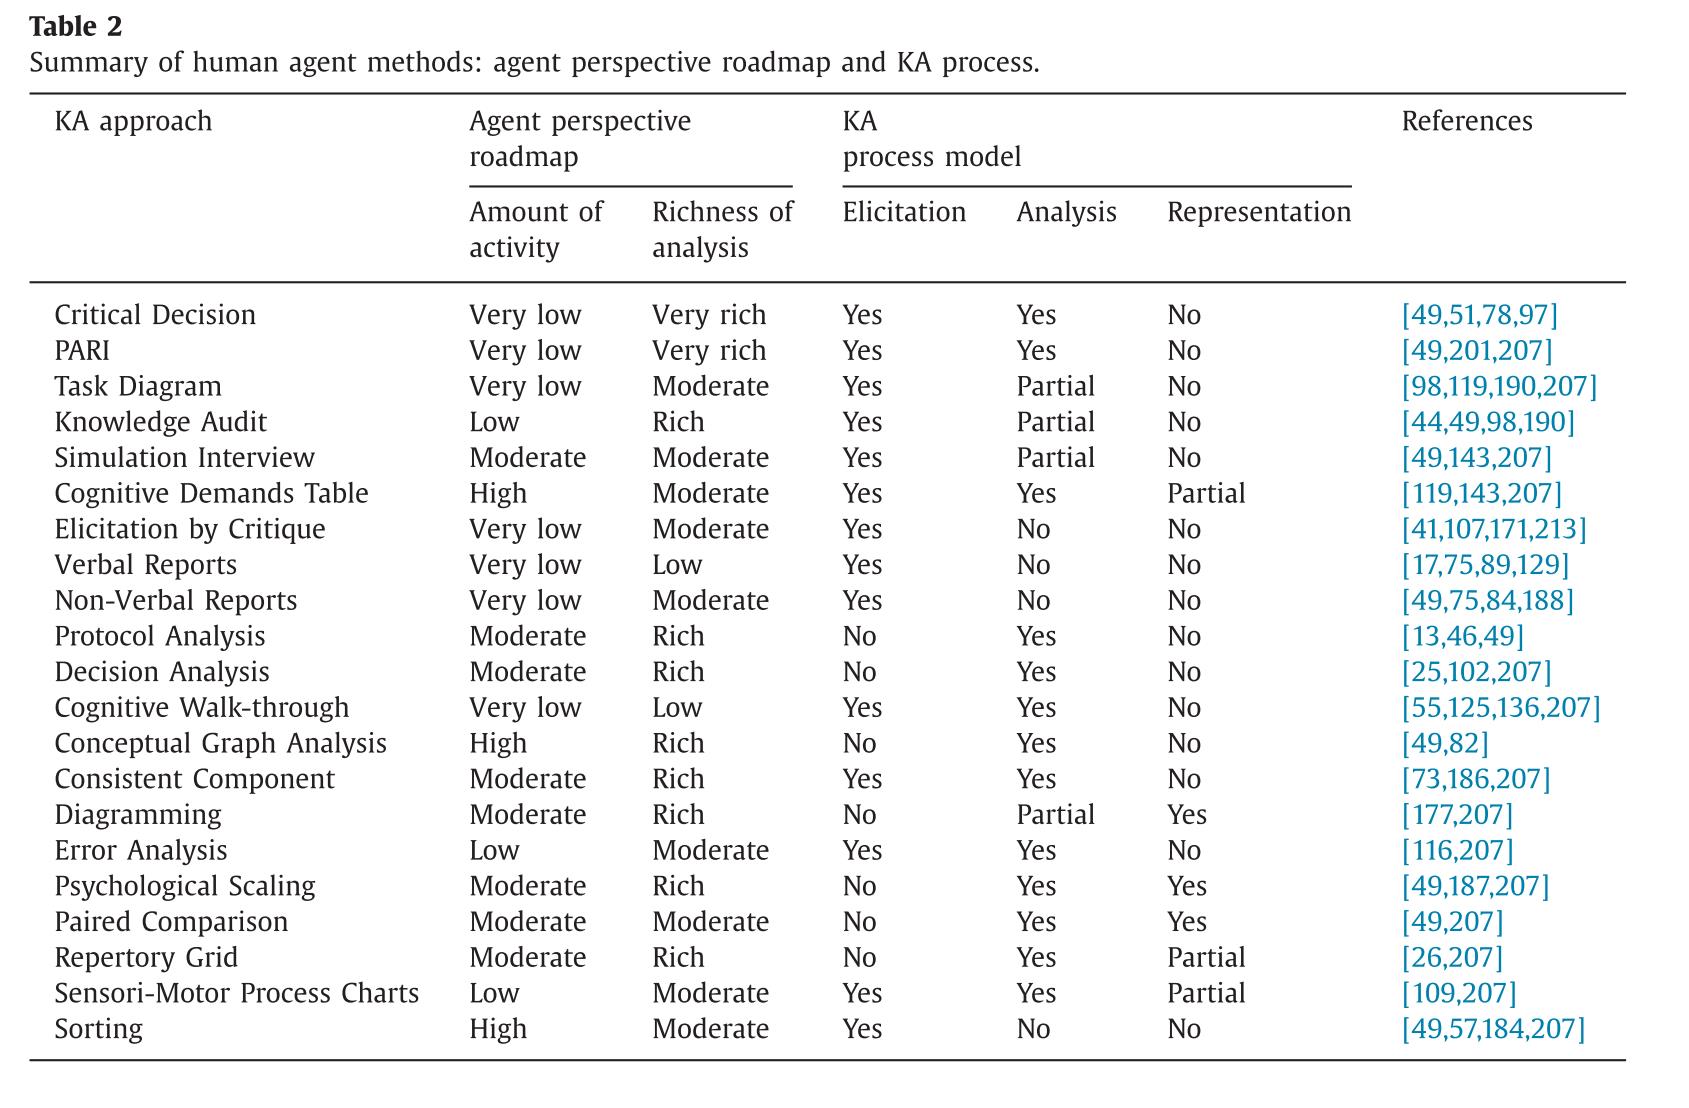 Table 2
Summary of human agent methods: agent perspective roadmap and KA process.
KA approach Agent perspective roadmap KA process model References
Amount of activity Richness of analysis Elicitation Analysis Representation
Critical Decision Very low Very rich Yes Yes No [49,51,78,97]
PARI Very low Very rich Yes Yes No [49,201,207]
Task Diagram Very low Moderate Yes Partial No [98,119,190,207]
Knowledge Audit Low Rich Yes Partial No [44,49,98,190]
Simulation Interview Moderate Moderate Yes Partial No [49,143,207]
Cognitive Demands Table High Moderate Yes Yes Partial [119,143,207]
Elicitation by Critique Very low Moderate Yes No No [41,107,171,213]
Verbal Reports Very low Low Yes No No [17,75,89,129]
Non-Verbal Reports Very low Moderate Yes No No [49,75,84,188]
Protocol Analysis Moderate Rich No Yes No [13,46,49]
Decision Analysis Moderate Rich No Yes No [25,102,207]
Cognitive Walk-through Very low Low Yes Yes No [55,125,136,207]
Conceptual Graph Analysis High Rich No Yes No [49,82]
Consistent Component Moderate Rich Yes Yes No [73,186,207]
Diagramming Moderate Rich No Partial Yes [177,207]
Error Analysis Low Moderate Yes Yes No [116,207]
Psychological Scaling Moderate Rich No Yes Yes [49,187,207]
Paired Comparison Moderate Moderate No Yes Yes [49,207]
Repertory Grid Moderate Rich No Yes Partial [26,207]
Sensori-Motor Process Charts Low Moderate Yes Yes Partial [109,207]
Sorting High Moderate Yes No No [49,57,184,207]